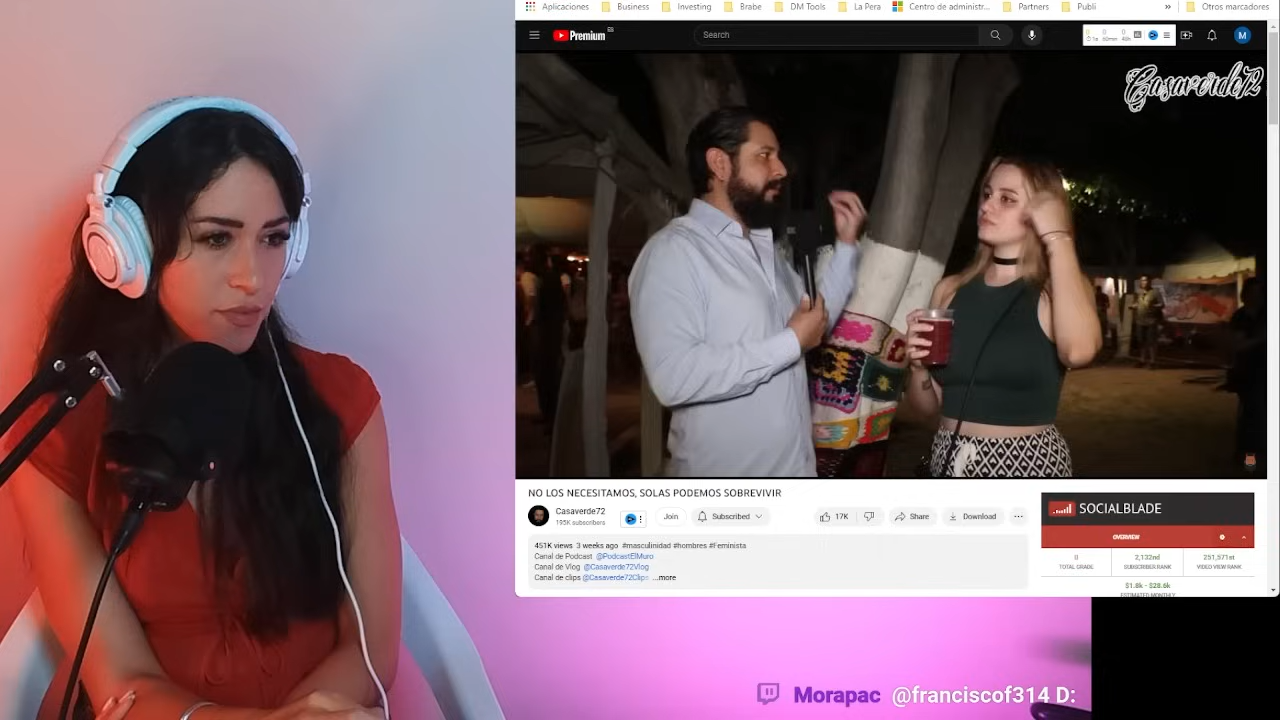 Aplicaciones Business Investing Brabe DM Tools La Pera Centro de administr... Partners Publi » Otros marcadores
Premium ES Search M
Casaverde72
NO LOS NECESITAMOS, SOLAS PODEMOS SOBREVIVIR
Casaverde72
195K subscribers
Join Subscribed 17K Share Download ...
451K views 3 weeks ago #masculinidad #hombres #Feminista
Canal de Podcast @PodcastElMuro
Canal de Vlog @Casaverde72Vlog
Canal de clips @Casaverde72Clips ...more
SOCIALBLADE
OVERVIEW
0 2,132nd 251,571st
TOTAL GRADE SUBSCRIBER RANK VIDEO VIEW RANK
$1.8k - $28.6k
ESTIMATED MONTHLY
Morapac @franciscof314 D: